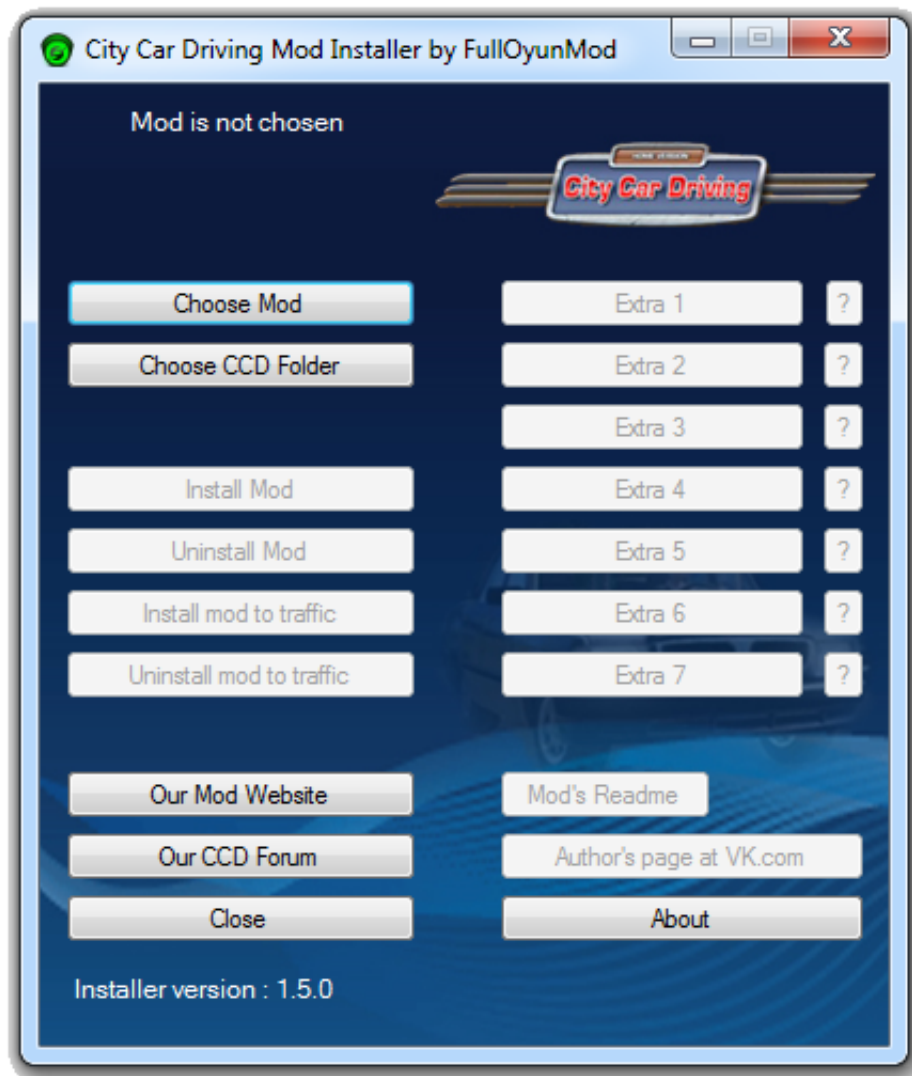 City Car Driving Mod Installer by FullOyunMod
Mod is not chosen
HOME VERSION
City Car Driving
Choose Mod
Extra 1 ?
Choose CCD Folder
Extra 2 ?
Extra 3 ?
Install Mod
Extra 4 ?
Uninstall Mod
Extra 5 ?
Install mod to traffic
Extra 6 ?
Uninstall mod to traffic
Extra 7 ?
Our Mod Website
Mod's Readme
Our CCD Forum
Author's page at VK.com
Close
About
Installer version : 1.5.0